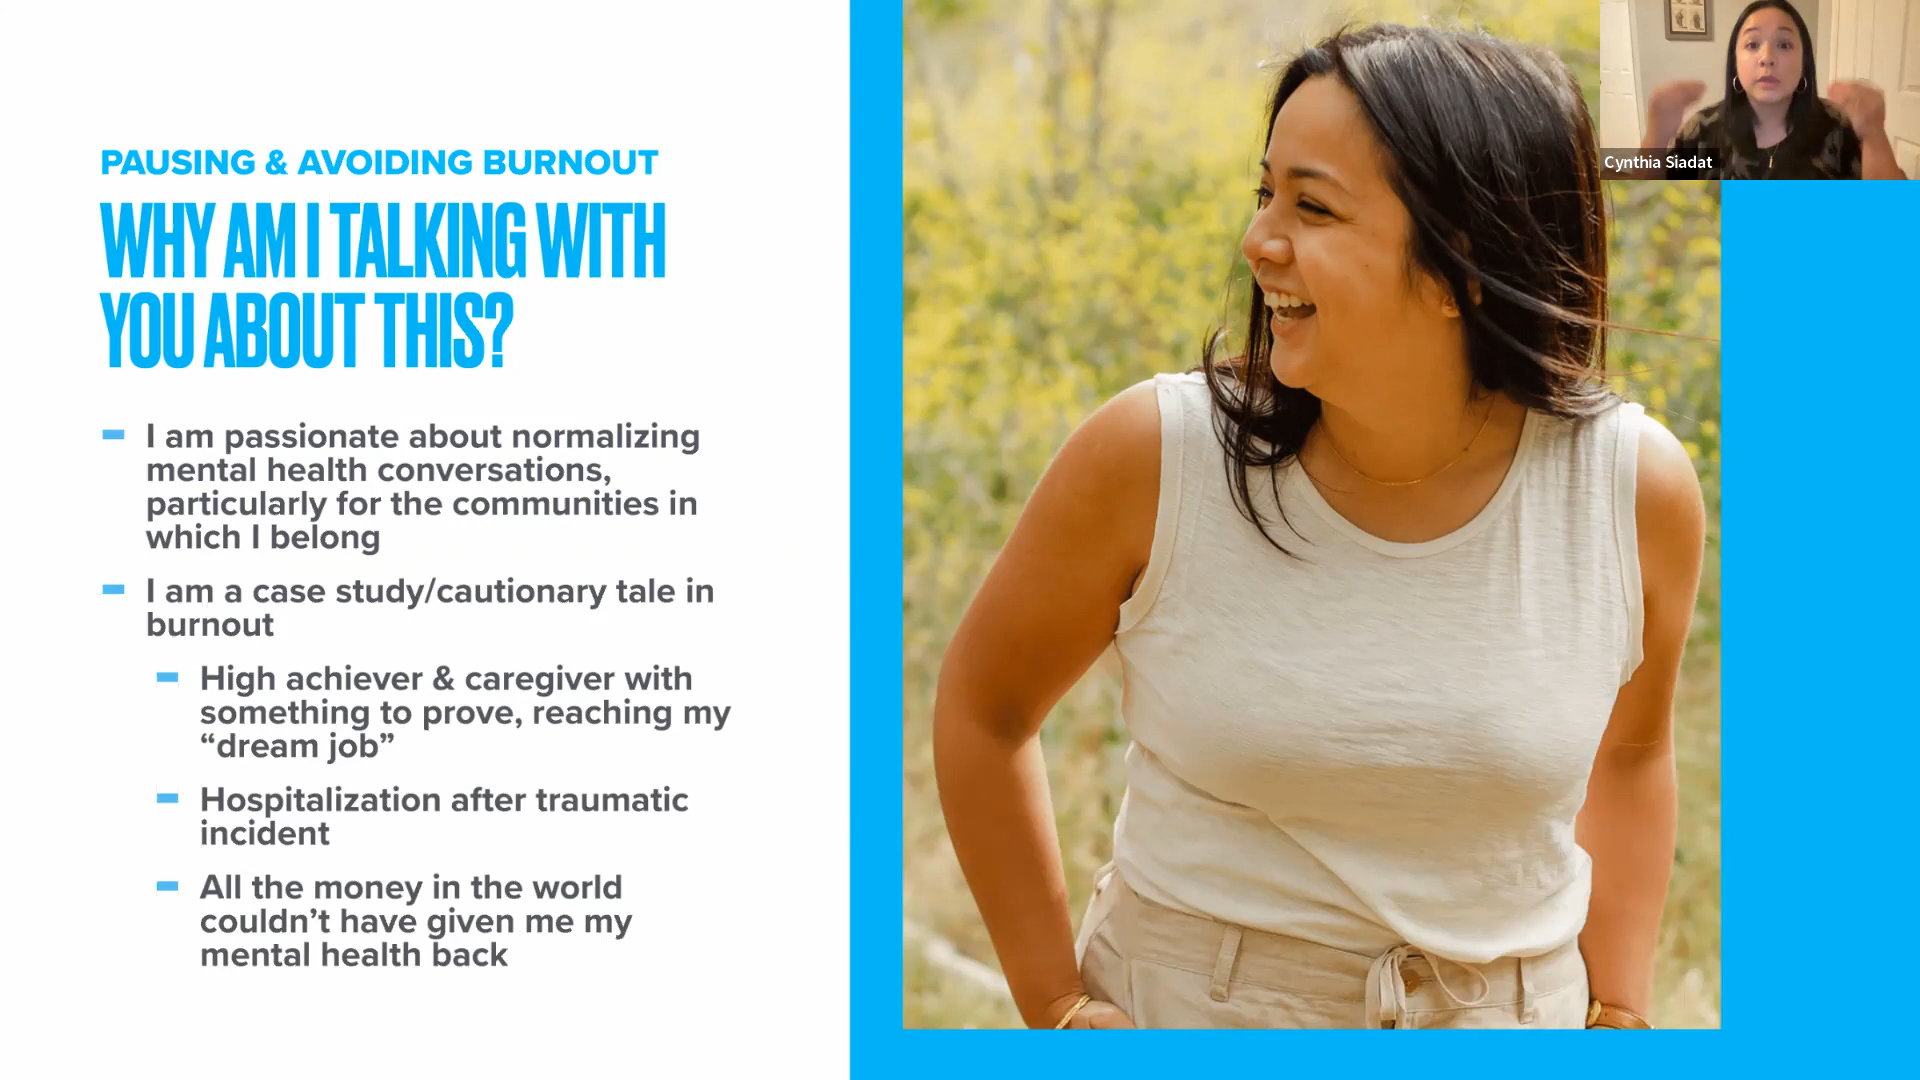 PAUSING & AVOIDING BURNOUT
WHY AM I TALKING WITH
YOU ABOUT THIS?
I am passionate about normalizing
mental health conversations,
particularly for the communities in
which I belong
I am a case study/cautionary tale in
burnout
High achiever & caregiver with
something to prove, reaching my
“dream job”
Hospitalization after traumatic
incident
All the money in the world
couldn’t have given me my
mental health back
Cynthia Siadat